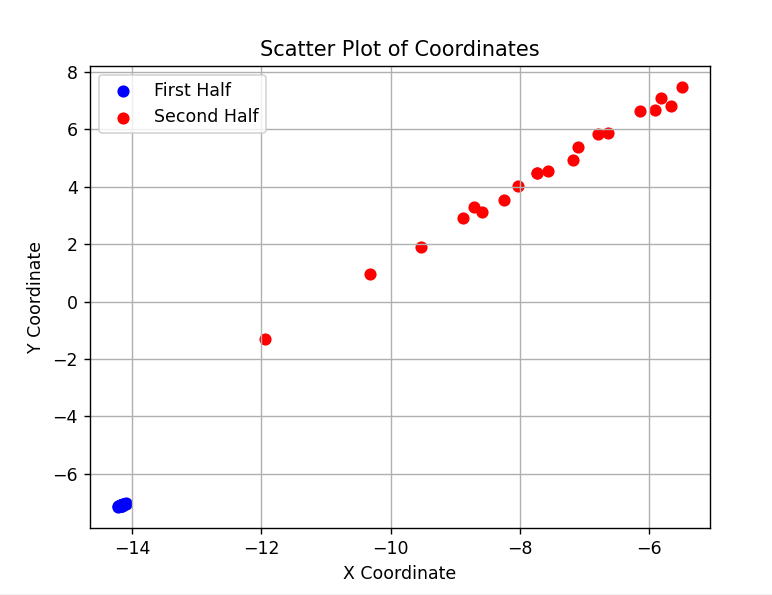 Scatter Plot of Coordinates
First Half
Second Half
8
6
4
2
0
−2
−4
−6
Y Coordinate
−14
−12
−10
−8
−6
X Coordinate